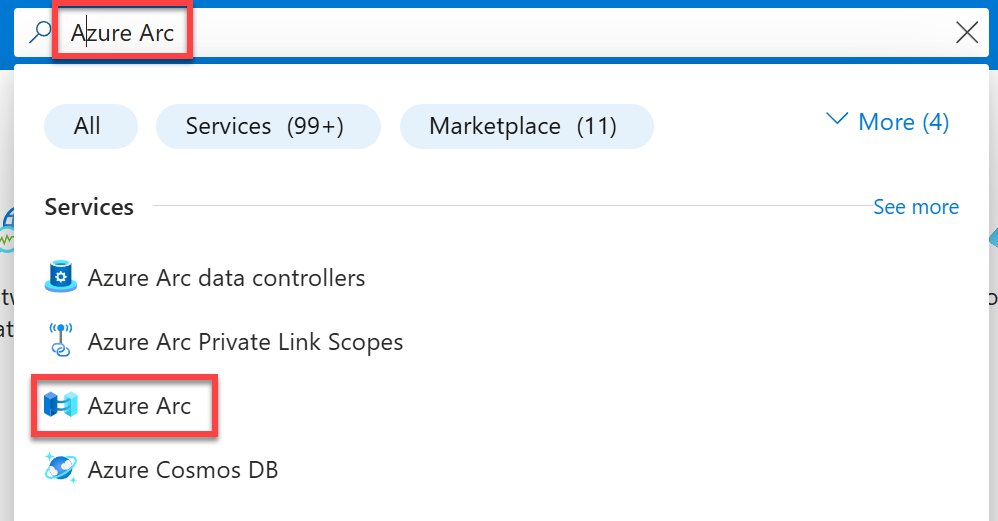 Azure Arc
All Services (99+) Marketplace (11) More (4)
Services See more
Azure Arc data controllers
Azure Arc Private Link Scopes
Azure Arc
Azure Cosmos DB